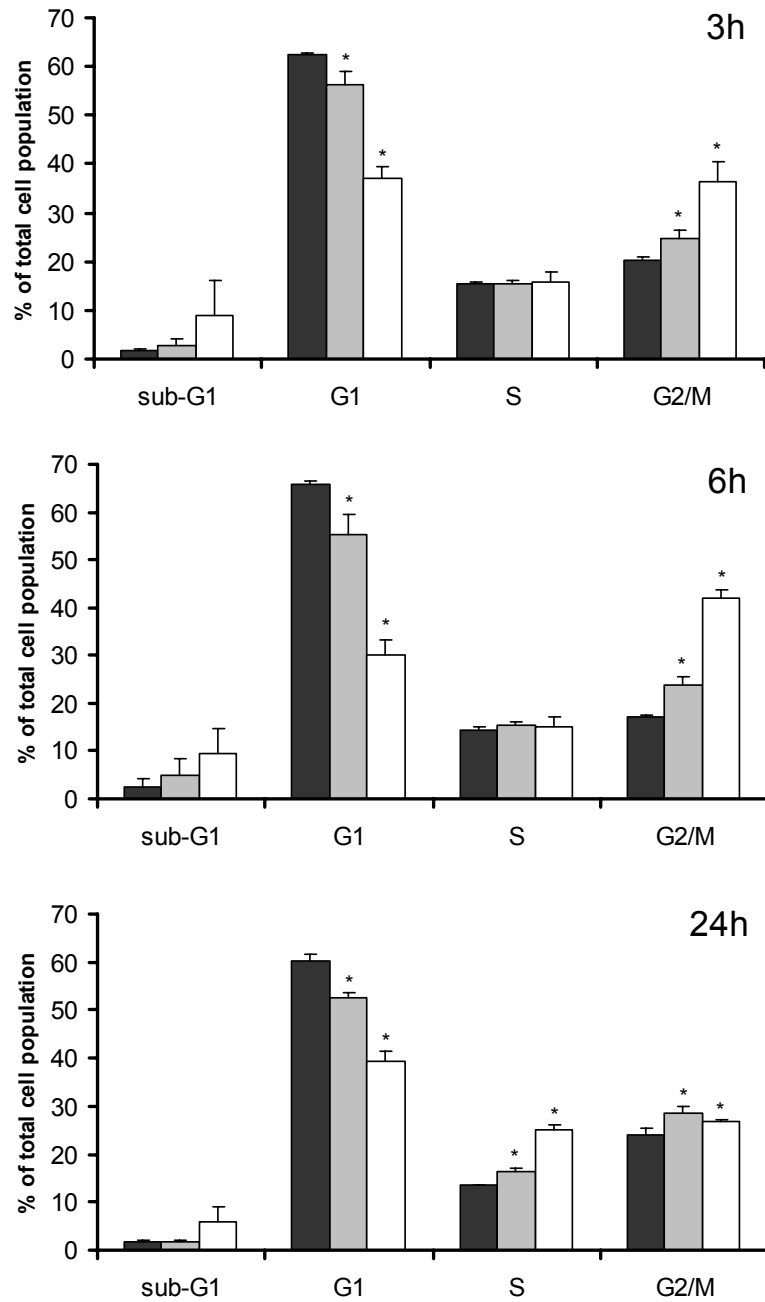 3h
% of total cell population
70
60
50
40
30
20
10
0
* * * *
sub-G1 G1 S G2/M
6h
% of total cell population
70
60
50
40
30
20
10
0
* * * *
sub-G1 G1 S G2/M
24h
% of total cell population
70
60
50
40
30
20
10
0
* * * * * *
sub-G1 G1 S G2/M